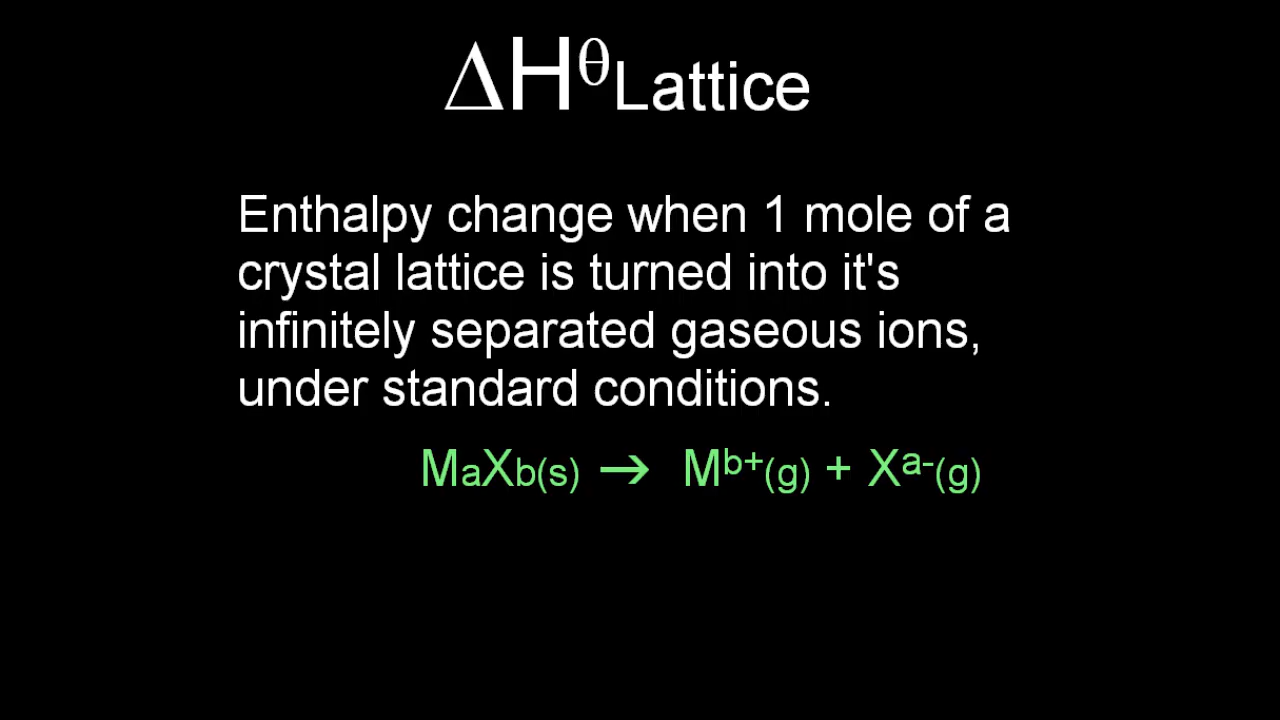 ΔHθLattice
Enthalpy change when 1 mole of a
crystal lattice is turned into it's
infinitely separated gaseous ions,
under standard conditions.
MaXb(s) → Mb+(g) + Xa-(g)